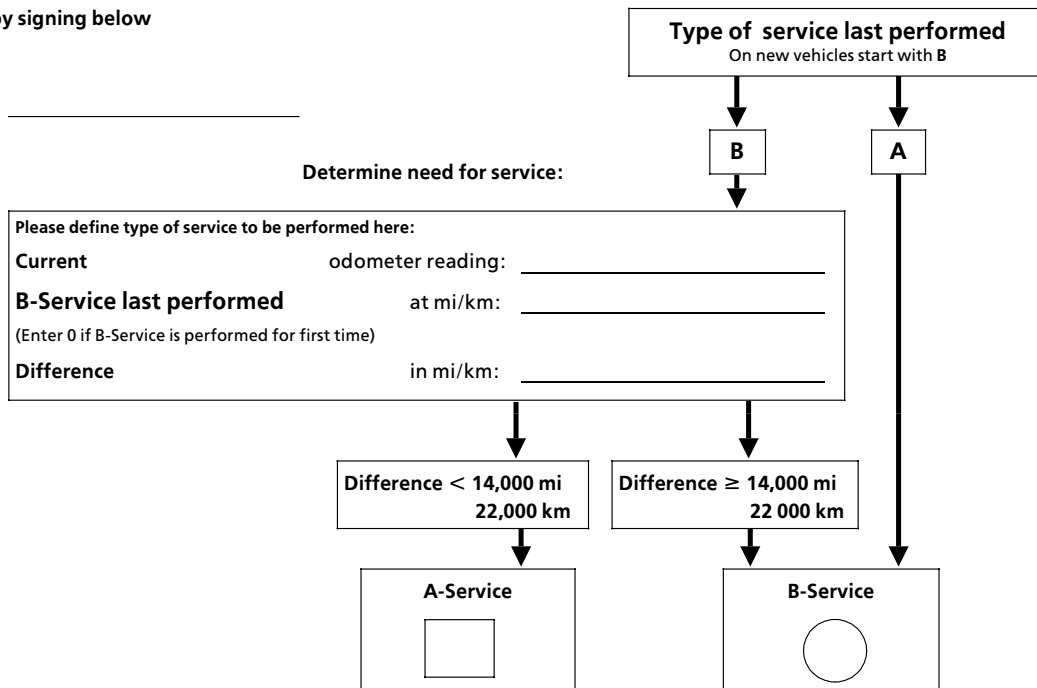 by signing below
Type of service last performed
On new vehicles start with B
B
A
Determine need for service:
Please define type of service to be performed here:
Current odometer reading:
B-Service last performed at mi/km:
(Enter 0 if B-Service is performed for first time)
Difference in mi/km:
Difference < 14,000 mi
22,000 km
Difference ≥ 14,000 mi
22 000 km
A-Service
B-Service